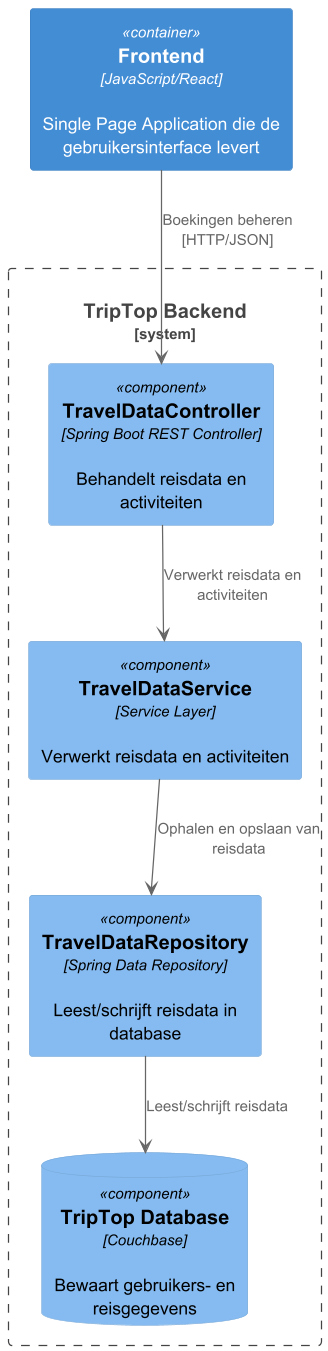 «container»
Frontend
[JavaScript/React]
Single Page Application die de
gebruikersinterface levert
Boekingen beheren
[HTTP/JSON]
TripTop Backend
[system]
«component»
TravelDataController
[Spring Boot REST Controller]
Behandelt reisdata en
activiteiten
Verwerkt reisdata en
activiteiten
«component»
TravelDataService
[Service Layer]
Verwerkt reisdata en activiteiten
Ophalen en opslaan van
reisdata
«component»
TravelDataRepository
[Spring Data Repository]
Leest/schrijft reisdata in
database
Leest/schrijft reisdata
«component»
TripTop Database
[Couchbase]
Bewaart gebruikers- en
reisgegevens